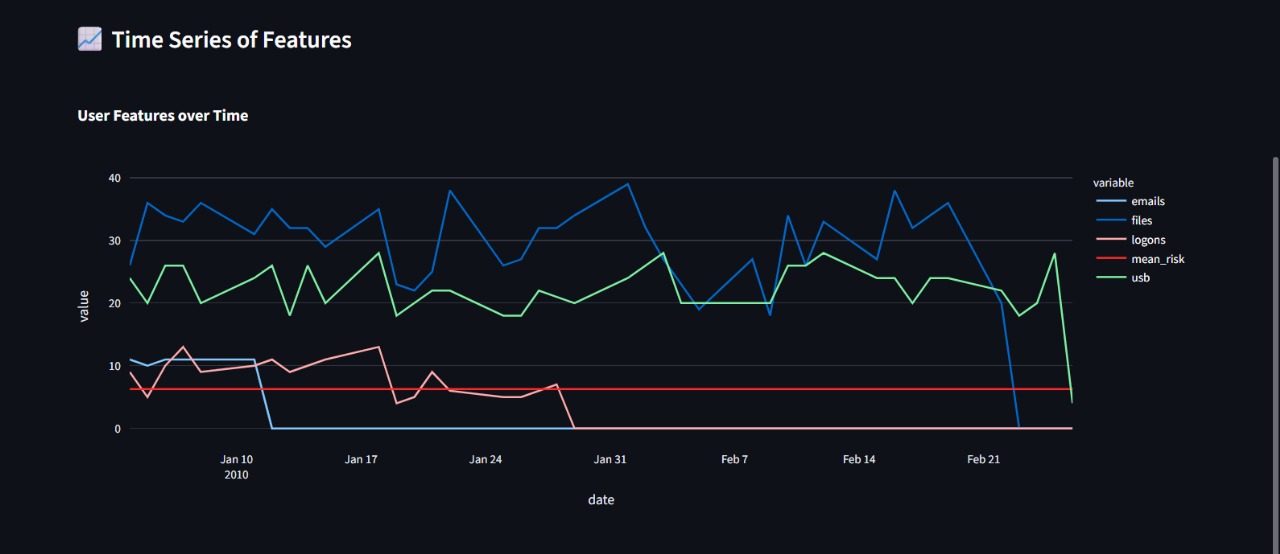 📈 Time Series of Features
User Features over Time
variable
emails
files
logons
mean_risk
usb
value
40
30
20
10
0
Jan 10
2010
Jan 17
Jan 24
Jan 31
Feb 7
Feb 14
Feb 21
date